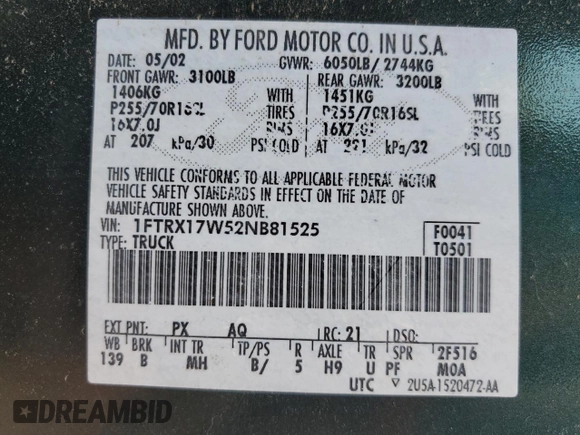 MFD. BY FORD MOTOR CO. IN U.S.A.
DATE: 05/02 GVWR: 6050LB/ 2744KG
FRONT GAWR: 3100LB REAR GAWR: 3200LB
1406KG WITH 1451KG WITH
P255/70R16SL TIRES P255/70R16SL TIRES
16X7.0J RIMS 16X7.0J RIMS
AT 207 kPa/30 PSI COLD AT 221 kPa/32 PSI COLD
THIS VEHICLE CONFORMS TO ALL APPLICABLE FEDERAL MOTOR
VEHICLE SAFETY STANDARDS IN EFFECT ON THE DATE OF
MANUFACTURE SHOWN ABOVE.
VIN: 1FTRX17W52NB81525 F0041
TYPE: TRUCK T0501
EXT PNT: PX AQ RC: 21 DSO:
WB BRK INT TR TP/PS R AXLE TR SPR 2F516
139 B MH B/ 5 H9 U PF M0A
UTC ▽ 2U5A-1520472-AA
DREAMBID